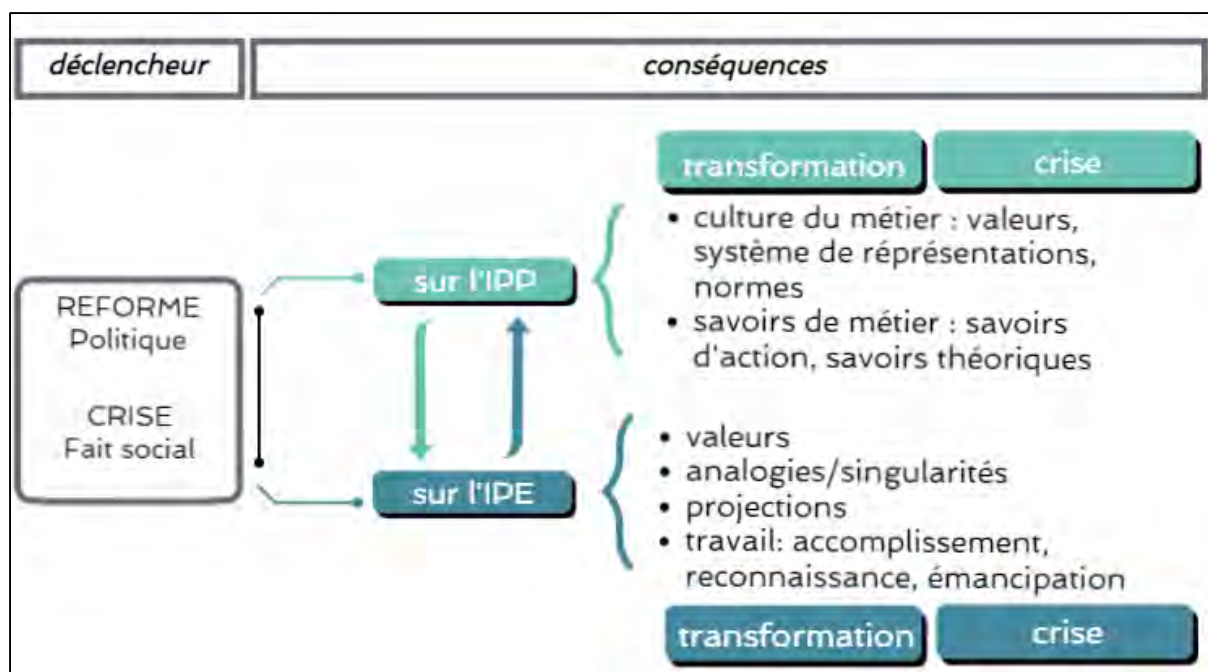 déclencheur
conséquences
transformation
crise
REFORME
Politique
CRISE
Fait social
sur l'IPP
• culture du métier : valeurs,
système de réprésentations,
normes
• savoirs de métier : savoirs
d'action, savoirs théoriques
sur l'IPE
• valeurs
• analogies/singularités
• projections
• travail: accomplissement,
reconnaissance, émancipation
transformation
crise